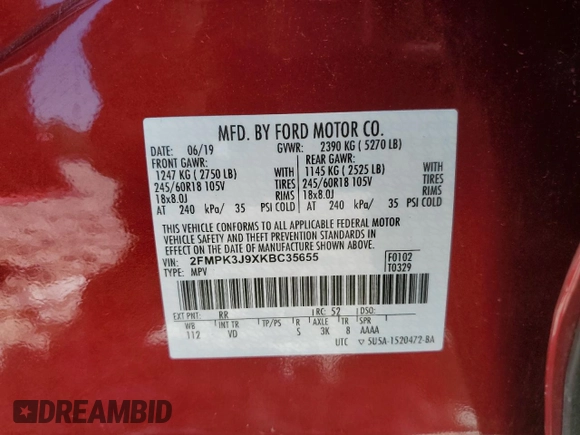 MFD. BY FORD MOTOR CO.
DATE: 06/19 GVWR: 2390 KG ( 5270 LB)
FRONT GAWR: REAR GAWR:
1247 KG ( 2750 LB) WITH 1145 KG ( 2525 LB) WITH
245/60R18 105V TIRES 245/60R18 105V TIRES
18x8.0J RIMS 18x8.0J RIMS
AT 240 kPa/ 35 PSI COLD AT 240 kPa/ 35 PSI COLD
THIS VEHICLE CONFORMS TO ALL APPLICABLE FEDERAL MOTOR
VEHICLE SAFETY AND THEFT PREVENTION STANDARDS IN
EFFECT ON THE DATE OF MANUFACTURE SHOWN ABOVE.
VIN: 2FMPK3J9XKBC35655 F0102
TYPE: MPV T0329
EXT PNT: RR RC: 52 DSO:
WB INT TR TP/PS R AXLE TR SPR
112 VD S 3K 8 AAAA
UTC ▽ 5USA-1520472-BA
DREAMBID